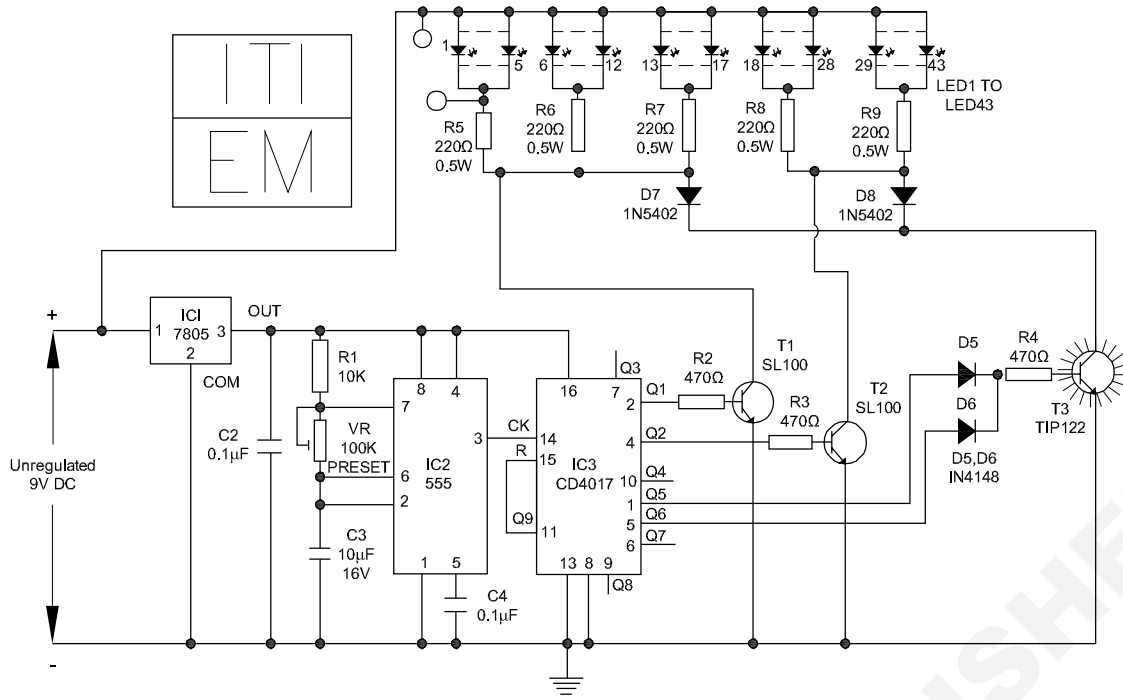 ITI
EM
1 5 6 12 13 17 18 28 29 43
LED1 TO
LED43
R5
220Ω
0.5W
R6
220Ω
0.5W
R7
220Ω
0.5W
R8
220Ω
0.5W
R9
220Ω
0.5W
D7
1N5402
D8
1N5402
+
Unregulated
9V DC
-
ICI
1 7805 3
2
OUT
COM
C2
0.1µF
R1
10K
VR
100K
PRESET
C3
10µF
16V
8 4
7
3
6
2
IC2
555
1 5
C4
0.1µF
CK
R
Q9
16
7
Q3
14
2
Q1
15
4
Q2
IC3
CD4017
10
Q4
1
Q5
11
5
Q6
6
Q7
13 8 9
Q8
R2
470Ω
T1
SL100
R3
470Ω
T2
SL100
D5
D6
D5,D6
IN4148
R4
470Ω
T3
TIP122